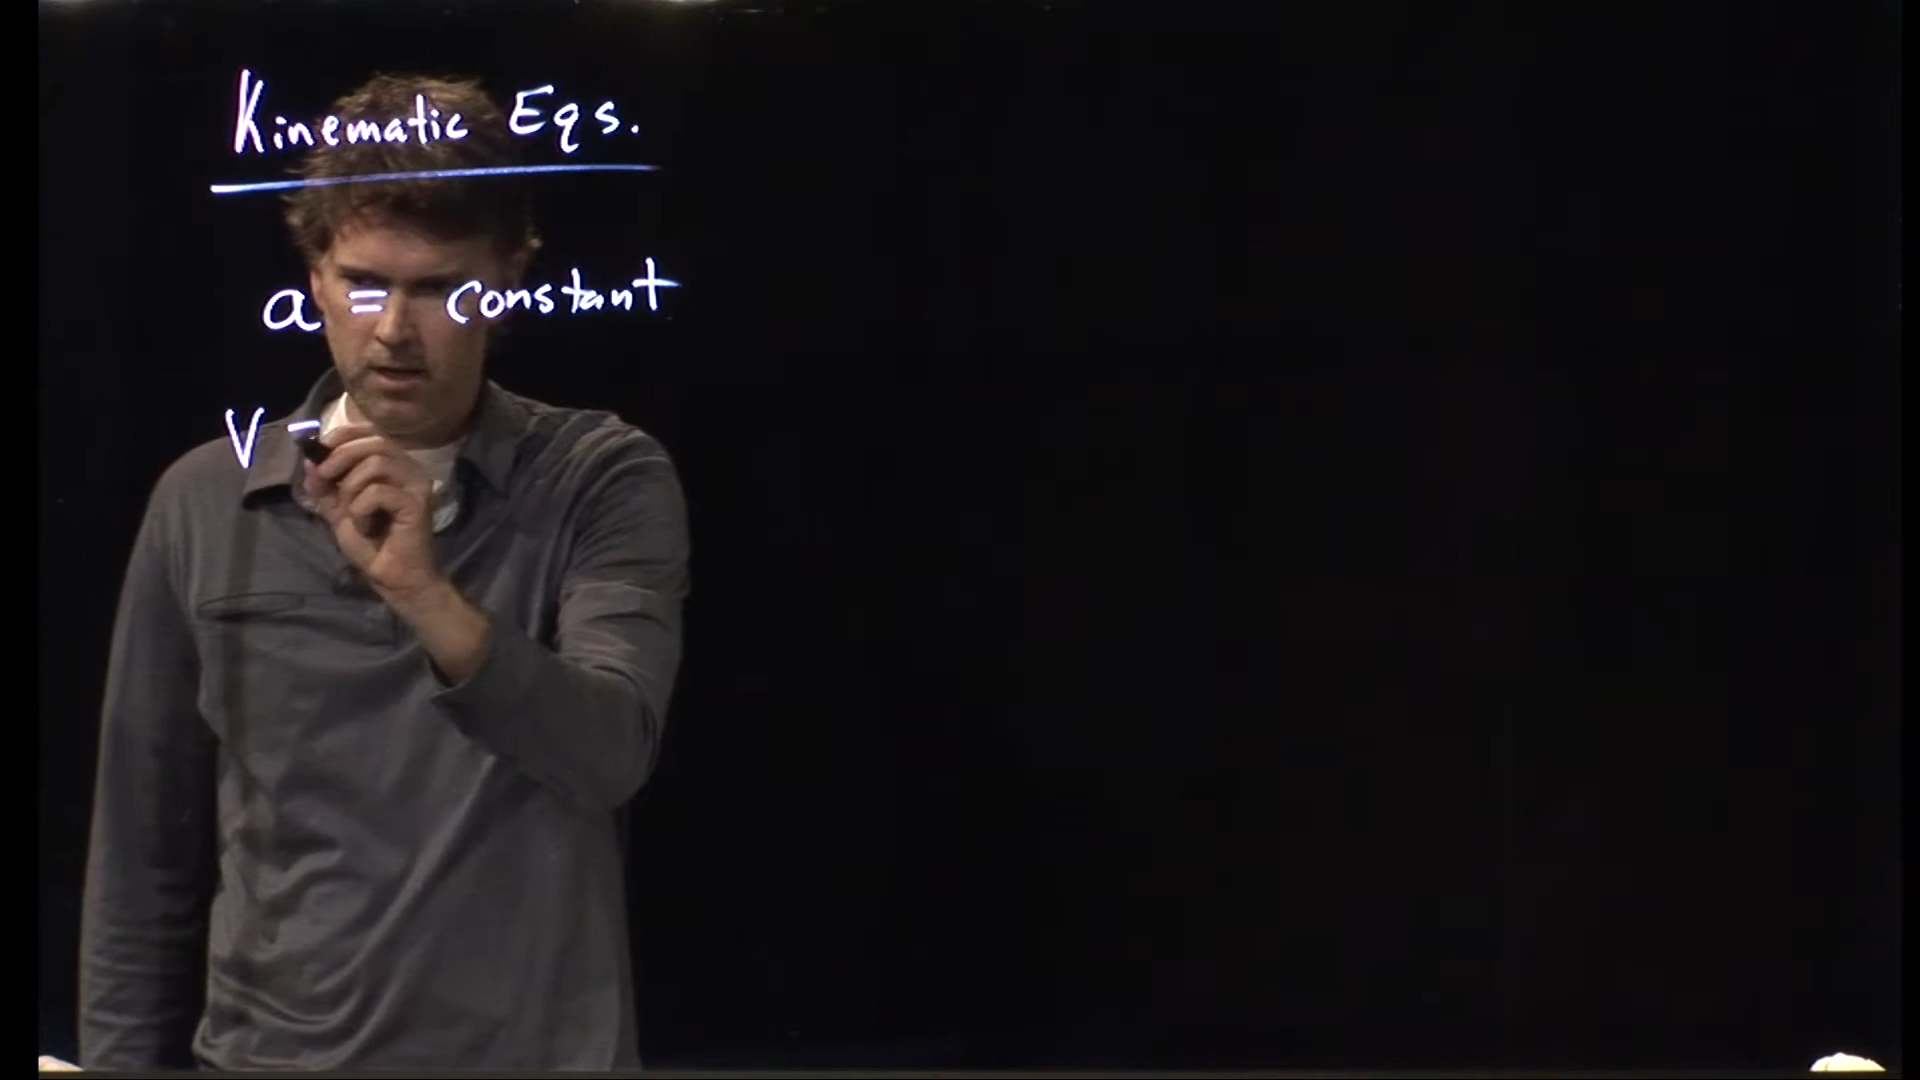 Kinematic Eqs.
a = constant
V -